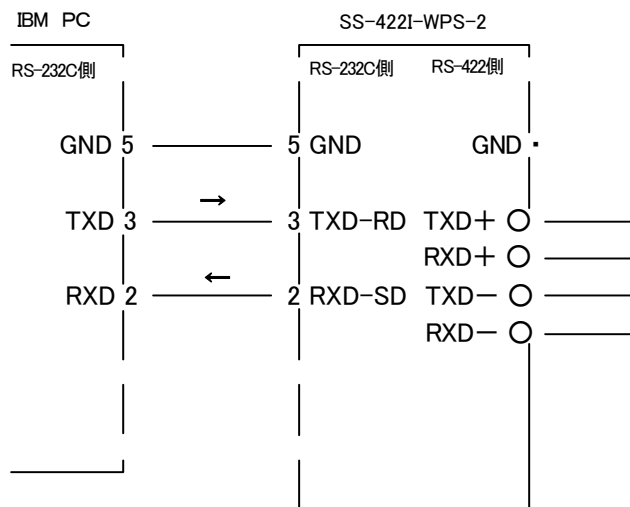 IBM PC SS-422I-WPS-2
RS-232C側 RS-232C側 RS-422側
GND 5 5 GND GND
TXD 3 → 3 TXD-RD TXD+
RXD+
RXD 2 ← 2 RXD-SD TXD-
RXD-